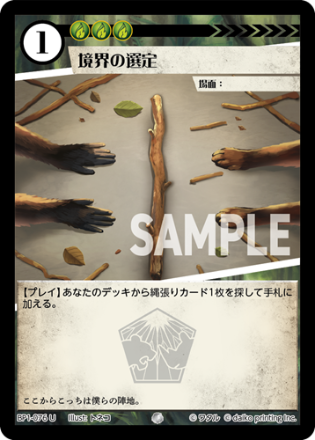 1
境界の選定
場面：
SAMPLE
【プレイ】あなたのデッキから縄張りカード1枚を探して手札に
加える。
ここからこっちは僕らの陣地。
BP1-076 U Illust: トネコ © ワタル © daiko printing inc.